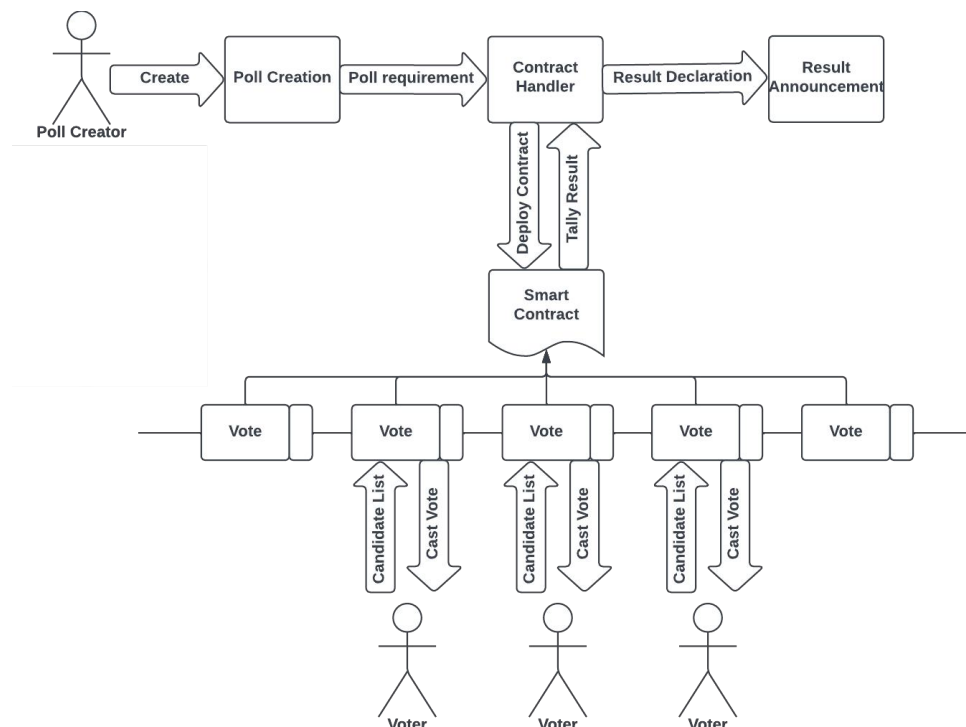 Create
Poll Creation
Poll requirement
Contract
Handler
Result Declaration
Result
Announcement
Poll Creator
Deploy Contract
Tally Result
Smart
Contract
Vote
Vote
Vote
Vote
Vote
Candidate List
Cast Vote
Candidate List
Cast Vote
Candidate List
Cast Vote
Voter
Voter
Voter